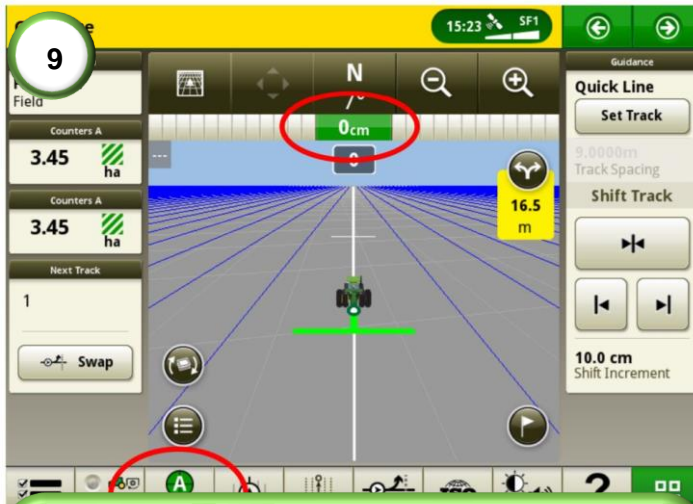 9
15:23 SF1
Field
Counters A
3.45 ha
Counters A
3.45 ha
Next Track
1
Swap
N
0cm
0
---
16.5
m
Guidance
Quick Line
Set Track
9.0000m
Track Spacing
Shift Track
10.0 cm
Shift Increment
A
ISO
?